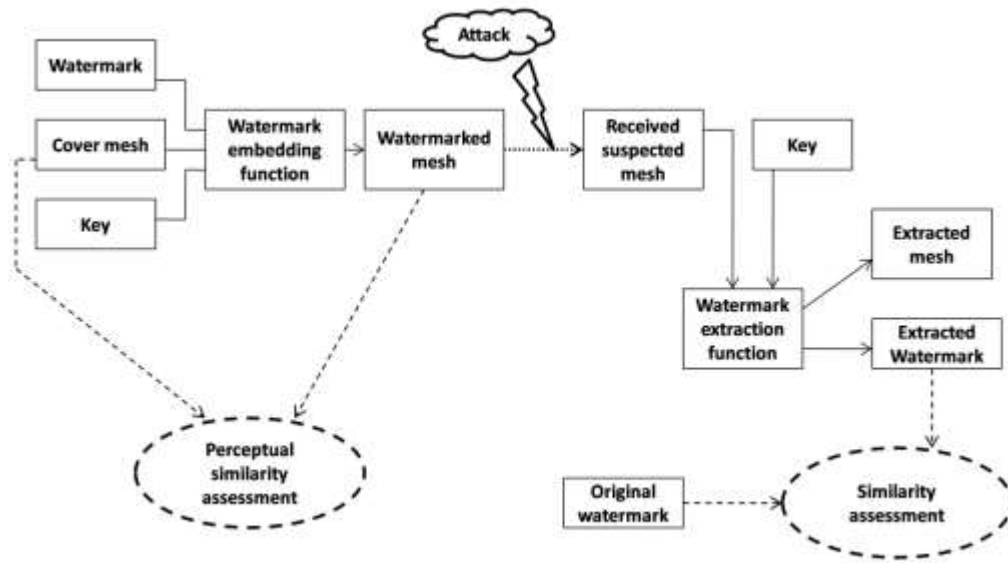 Attack
Watermark
Cover mesh
Key
Watermark
embedding
function
Watermarked
mesh
Received
suspected
mesh
Key
Extracted
mesh
Watermark
extraction
function
Extracted
Watermark
Perceptual
similarity
assessment
Original
watermark
Similarity
assessment